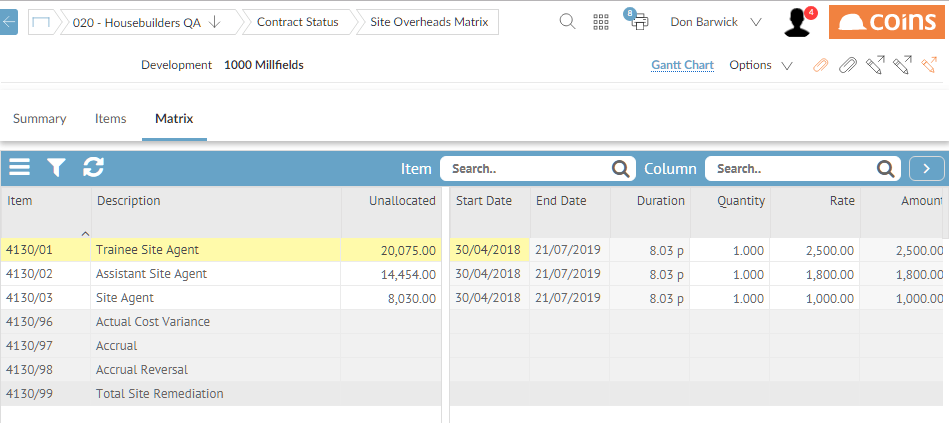 020 - Housebuilders QA Contract Status Site Overheads Matrix 8 Don Barwick 4 coins
Development 1000 Millfields Gantt Chart Options
Summary Items Matrix
Item Search.. Column Search..
Item Description Unallocated Start Date End Date Duration Quantity Rate Amount
4130/01 Trainee Site Agent 20,075.00 30/04/2018 21/07/2019 8.03 p 1.000 2,500.00 2,500.00
4130/02 Assistant Site Agent 14,454.00 30/04/2018 21/07/2019 8.03 p 1.000 1,800.00 1,800.00
4130/03 Site Agent 8,030.00 30/04/2018 21/07/2019 8.03 p 1.000 1,000.00 1,000.00
4130/96 Actual Cost Variance
4130/97 Accrual
4130/98 Accrual Reversal
4130/99 Total Site Remediation